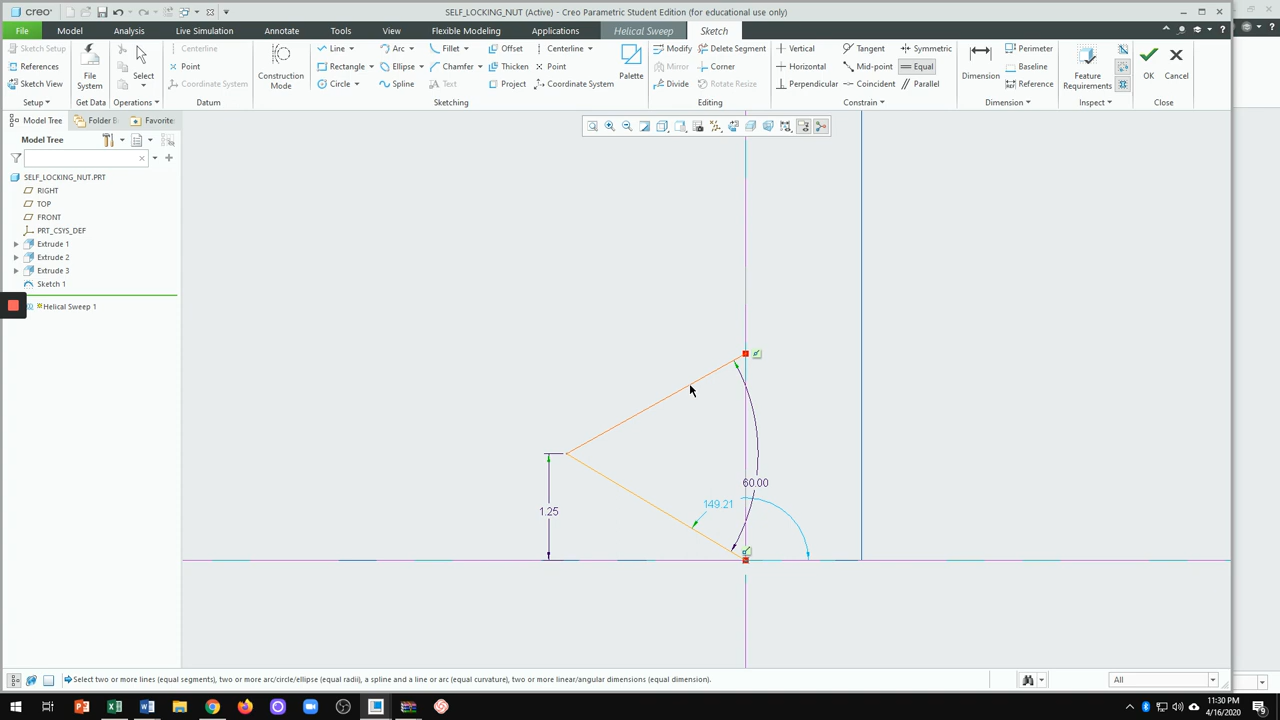 creo SELF_LOCKING_NUT (Active) - Creo Parametric Student Edition (for educational use only)
File Model Analysis Live Simulation Annotate Tools View Flexible Modeling Applications Helical Sweep Sketch
Sketch Setup
References
Sketch View
Setup
File System
Get Data
Select
Operations
Centerline
Point
Coordinate System
Datum
Construction Mode
Line Arc Fillet Offset Centerline
Rectangle Ellipse Chamfer Thicken Point
Circle Spline Text Project Coordinate System
Sketching
Palette
Modify Delete Segment
Mirror Corner
Divide Rotate Resize
Editing
Vertical Tangent Symmetric
Horizontal Mid-point Equal
Perpendicular Coincident Parallel
Constrain
Dimension
Perimeter
Baseline
Reference
Dimension
Feature Requirements
Inspect
OK
Cancel
Close
Model Tree Folder B Favorite
Model Tree
SELF_LOCKING_NUT.PRT
RIGHT
TOP
FRONT
PRT_CSYS_DEF
Extrude 1
Extrude 2
Extrude 3
Sketch 1
Helical Sweep 1
60.00
149.21
1.25
Select two or more lines (equal segments), two or more arc/circle/ellipse (equal radii), a spline and a line or arc (equal curvature), two or more linear/angular dimensions (equal dimension).
All
11:30 PM
4/16/2020